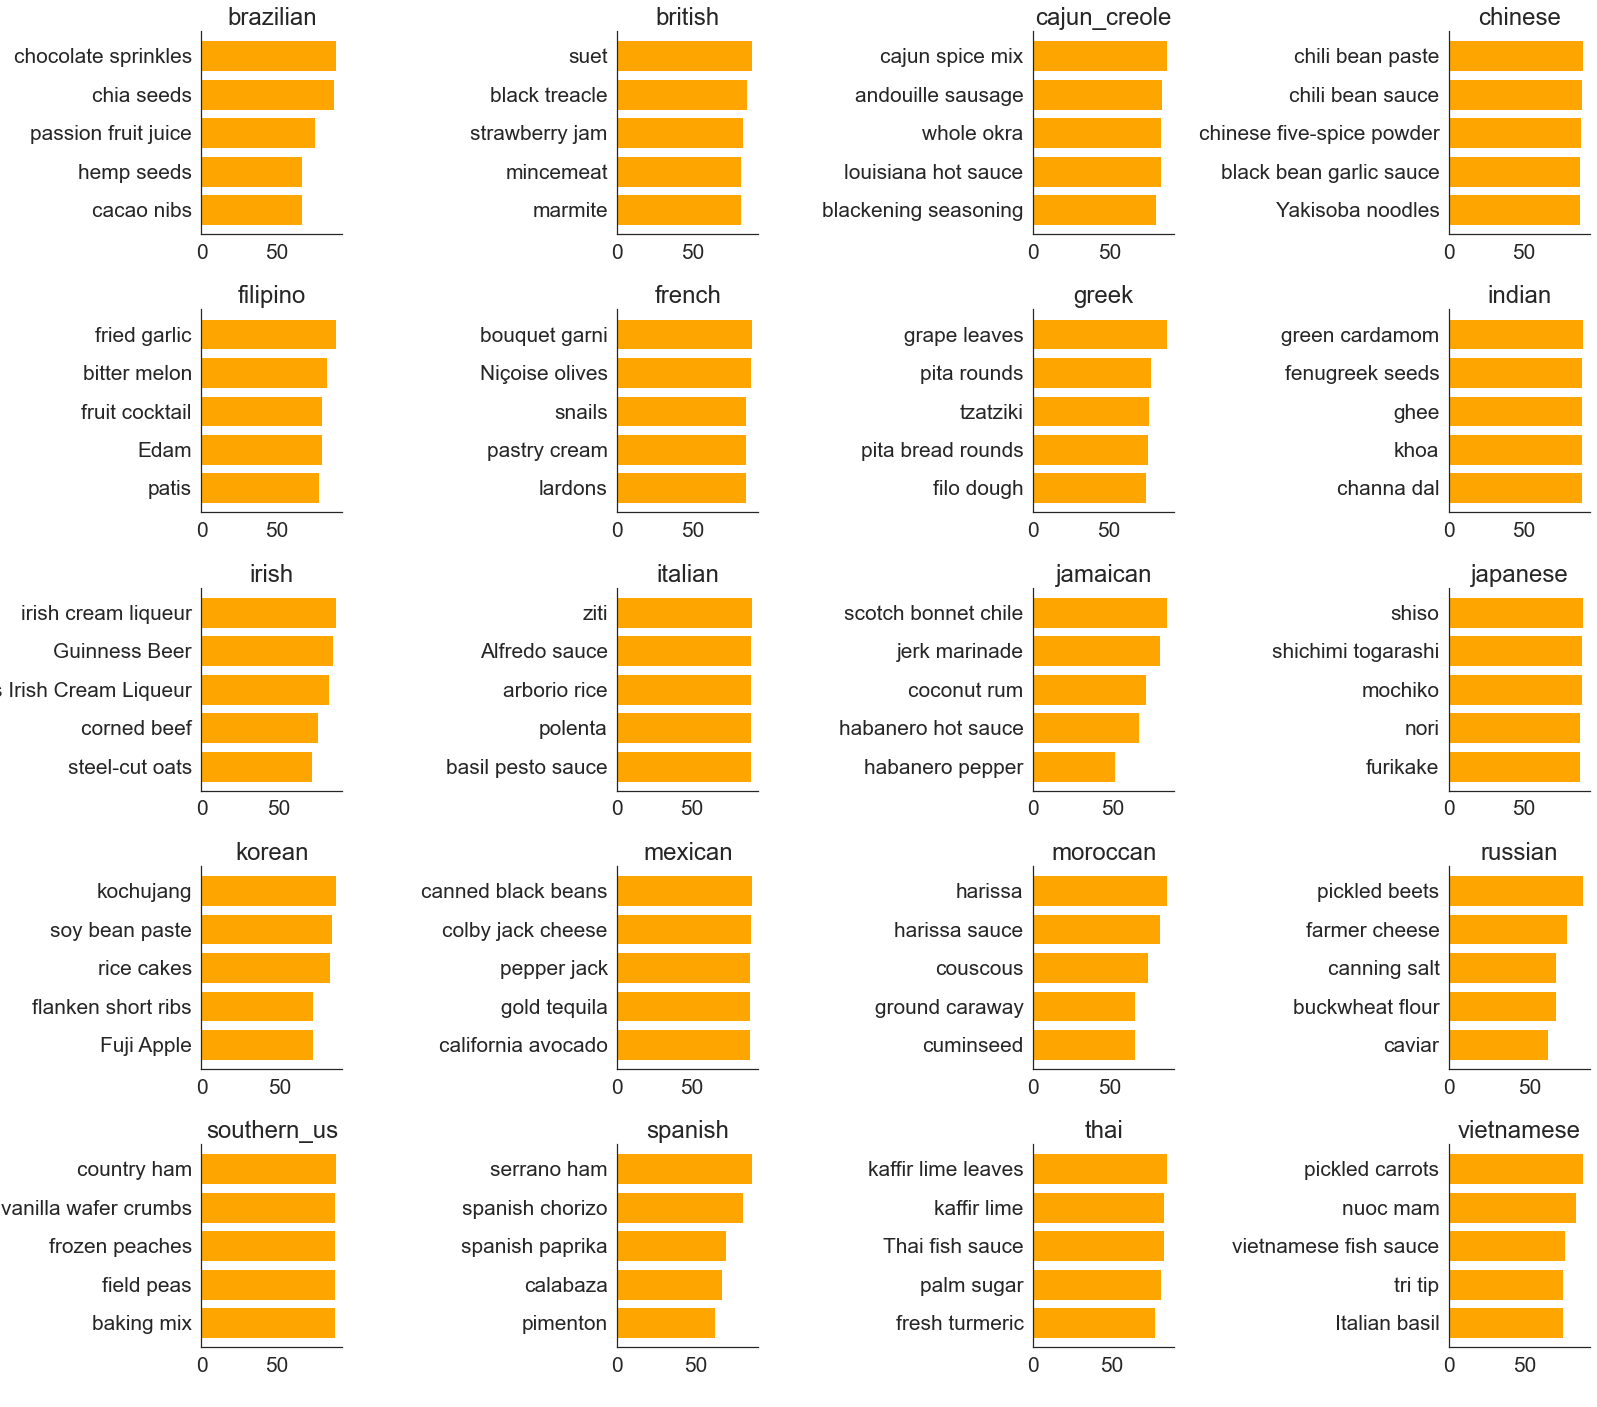 brazilian
chocolate sprinkles
chia seeds
passion fruit juice
hemp seeds
cacao nibs
0 50
british
suet
black treacle
strawberry jam
mincemeat
marmite
0 50
cajun_creole
cajun spice mix
andouille sausage
whole okra
louisiana hot sauce
blackening seasoning
0 50
chinese
chili bean paste
chili bean sauce
chinese five-spice powder
black bean garlic sauce
Yakisoba noodles
0 50
filipino
fried garlic
bitter melon
fruit cocktail
Edam
patis
0 50
french
bouquet garni
Niçoise olives
snails
pastry cream
lardons
0 50
greek
grape leaves
pita rounds
tzatziki
pita bread rounds
filo dough
0 50
indian
green cardamom
fenugreek seeds
ghee
khoa
channa dal
0 50
irish
irish cream liqueur
Guinness Beer
s Irish Cream Liqueur
corned beef
steel-cut oats
0 50
italian
ziti
Alfredo sauce
arborio rice
polenta
basil pesto sauce
0 50
jamaican
scotch bonnet chile
jerk marinade
coconut rum
habanero hot sauce
habanero pepper
0 50
japanese
shiso
shichimi togarashi
mochiko
nori
furikake
0 50
korean
kochujang
soy bean paste
rice cakes
flanken short ribs
Fuji Apple
0 50
mexican
canned black beans
colby jack cheese
pepper jack
gold tequila
california avocado
0 50
moroccan
harissa
harissa sauce
couscous
ground caraway
cuminseed
0 50
russian
pickled beets
farmer cheese
canning salt
buckwheat flour
caviar
0 50
southern_us
country ham
vanilla wafer crumbs
frozen peaches
field peas
baking mix
0 50
spanish
serrano ham
spanish chorizo
spanish paprika
calabaza
pimenton
0 50
thai
kaffir lime leaves
kaffir lime
Thai fish sauce
palm sugar
fresh turmeric
0 50
vietnamese
pickled carrots
nuoc mam
vietnamese fish sauce
tri tip
Italian basil
0 50